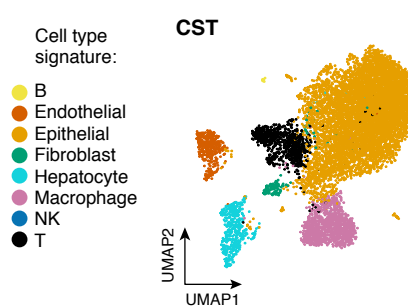 CST
Cell type
signature:
B
Endothelial
Epithelial
Fibroblast
Hepatocyte
Macrophage
NK
T
UMAP2
UMAP1